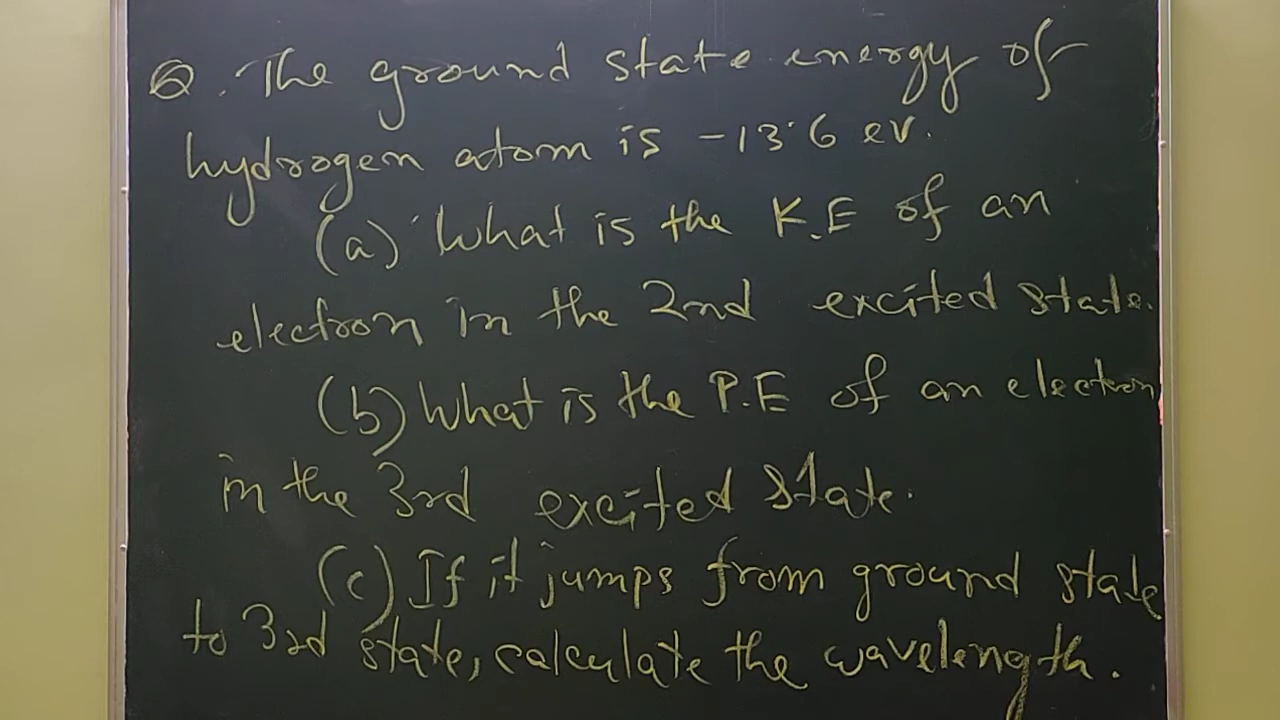 Q. The ground state energy of
hydrogen atom is -13.6 ev.
(a) What is the K.E of an
electron in the 2nd excited state.
(b) What is the P.E of an electron
in the 3rd excited state.
(c) If it jumps from ground state
to 3rd state, calculate the wavelength.